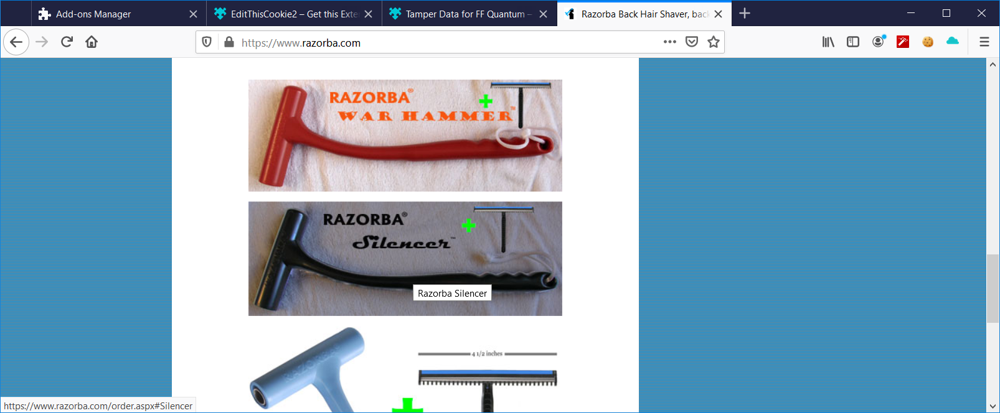 Add-ons Manager
EditThisCookie2 – Get this Exte
Tamper Data for FF Quantum –
Razorba Back Hair Shaver, back
https://www.razorba.com
RAZORBA®
WAR HAMMER™
RAZORBA®
Silencer™
Razorba Silencer
4 1/2 inches
https://www.razorba.com/order.aspx#Silencer